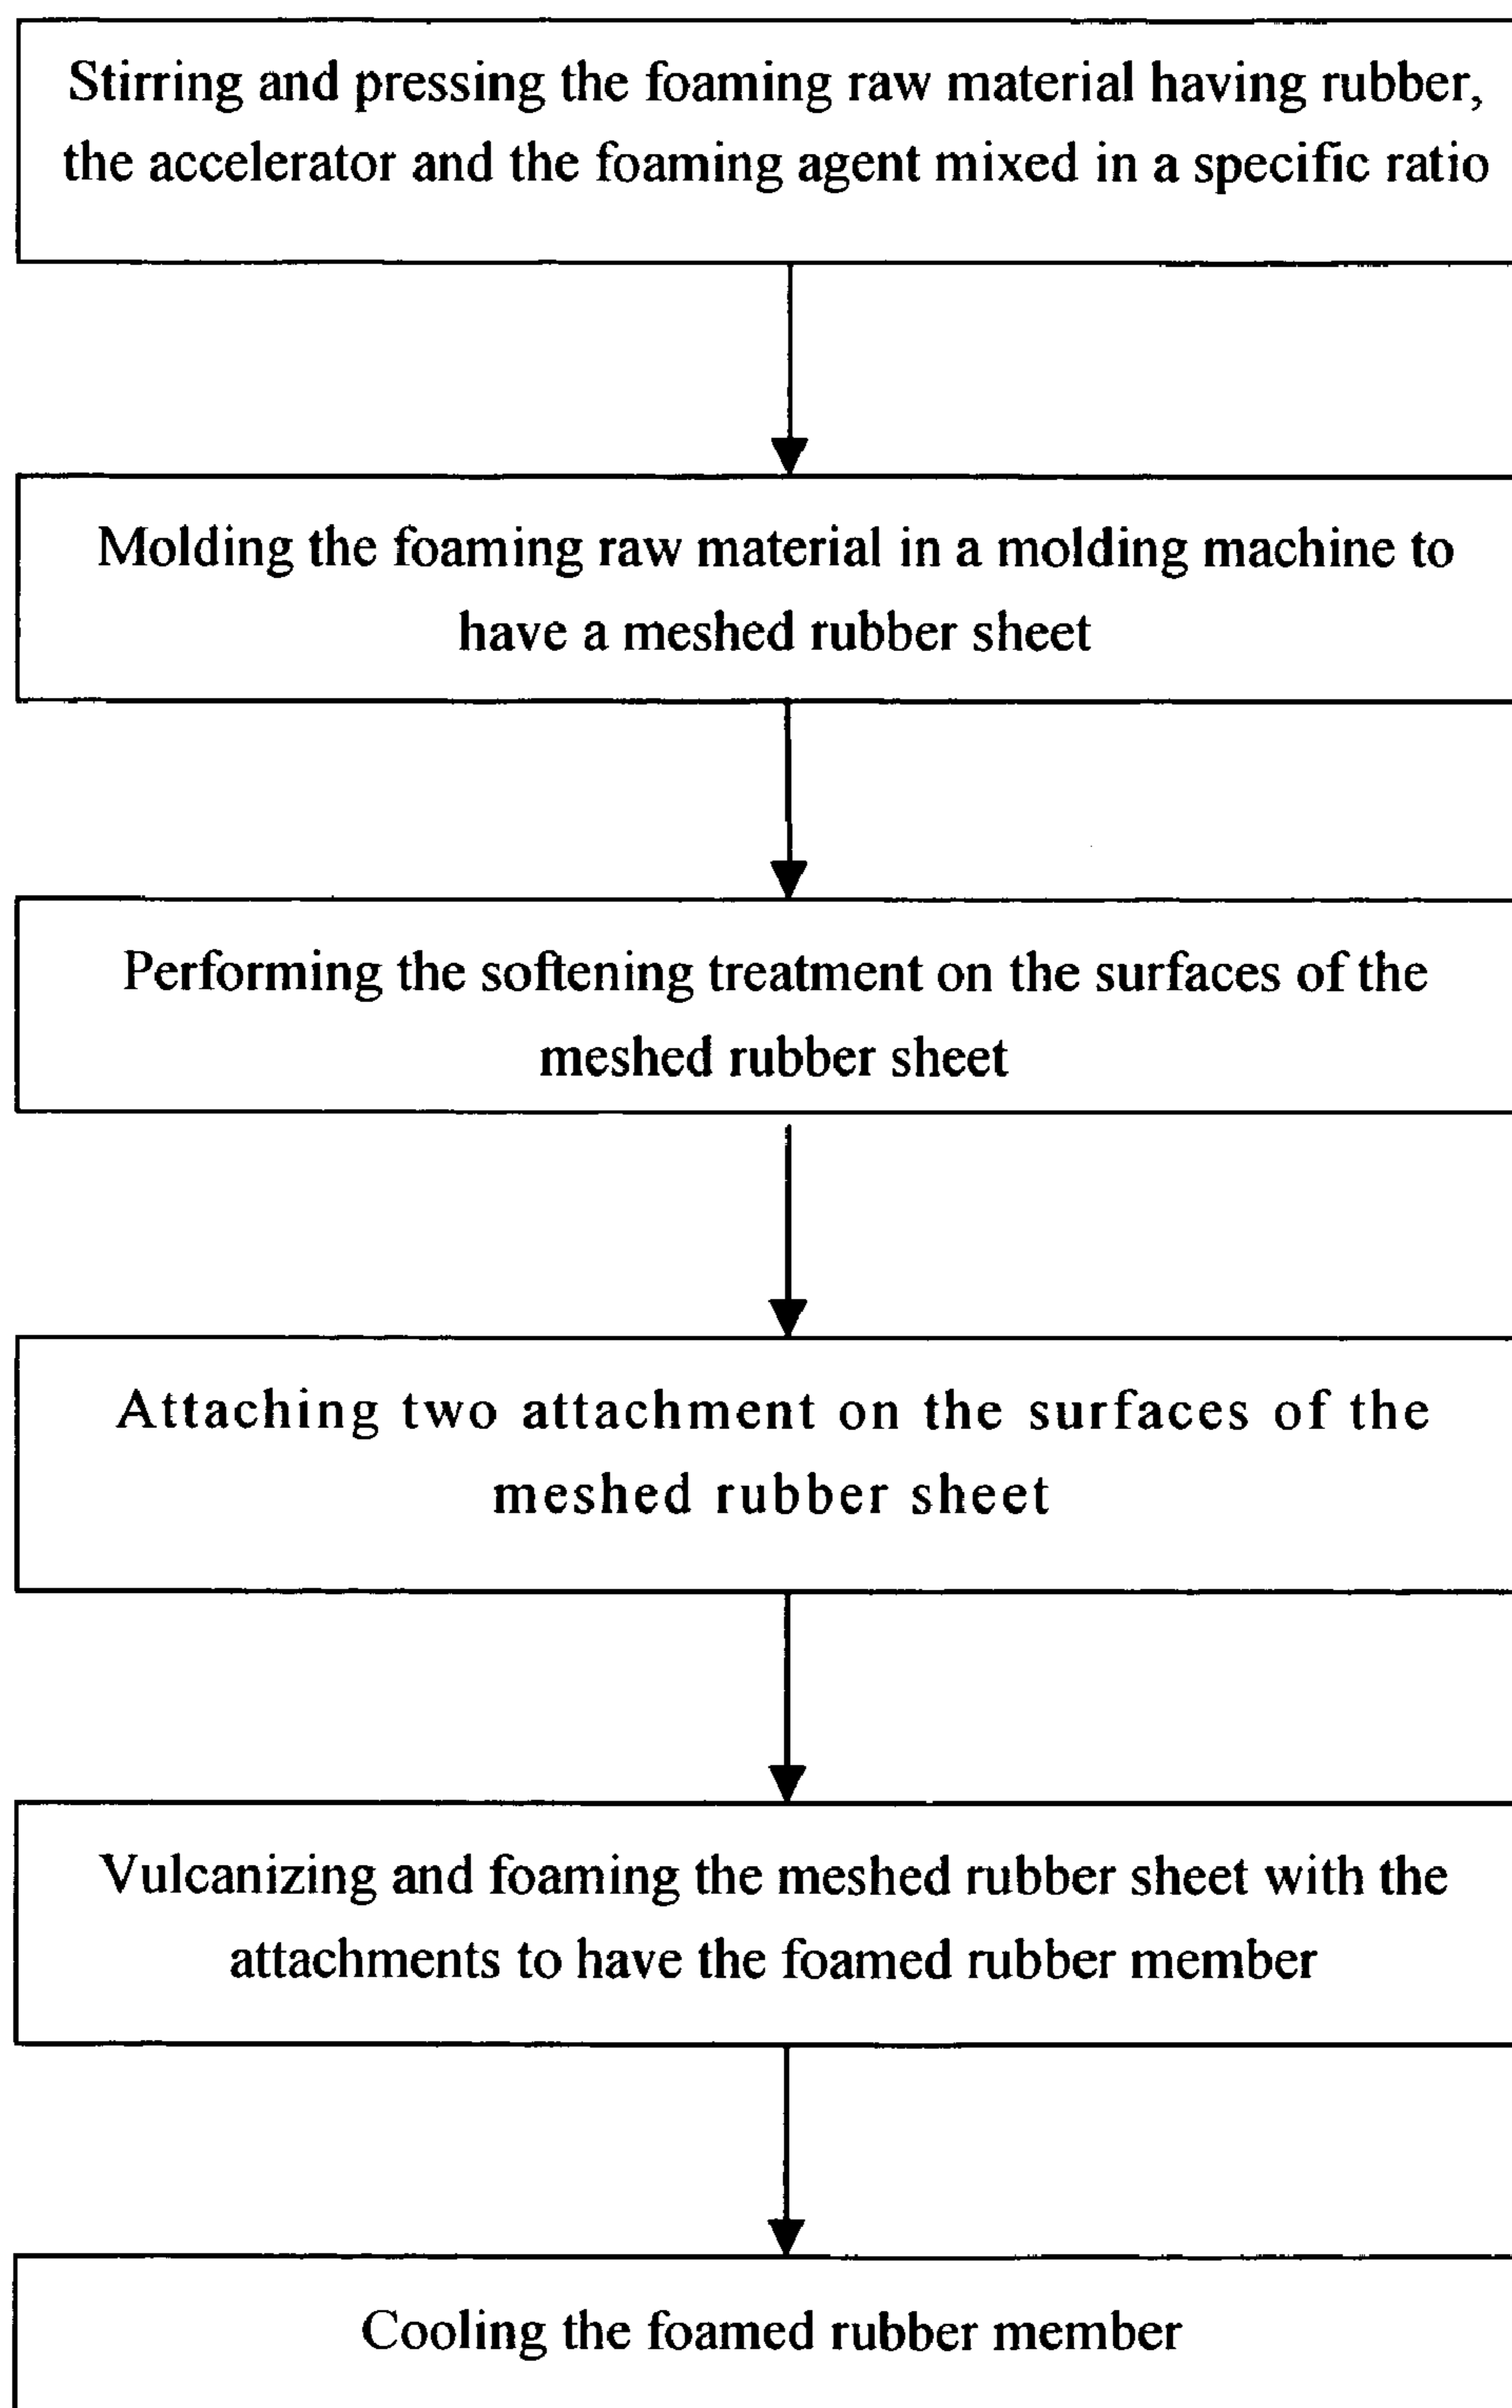 Stirring and pressing the foaming raw material having rubber,
the accelerator and the foaming agent mixed in a specific ratio
Molding the foaming raw material in a molding machine to
have a meshed rubber sheet
Performing the softening treatment on the surfaces of the
meshed rubber sheet
Attaching two attachment on the surfaces of the
meshed rubber sheet
Vulcanizing and foaming the meshed rubber sheet with the
attachments to have the foamed rubber member
Cooling the foamed rubber member